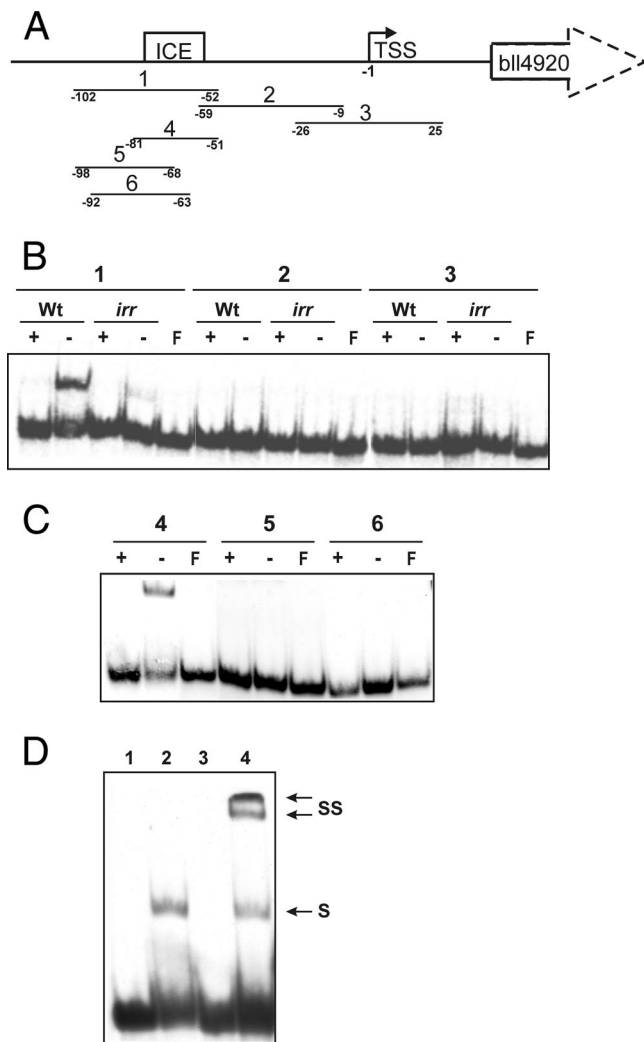 A
ICE
TSS
-1
bll4920
1
-102 -52
2
-59 -9
3
-26 25
4
-81 -51
5
-98 -68
6
-92 -63
B
1 2 3
Wt irr Wt irr Wt irr
+ - + - F + - + - F + - + - F
C
4 5 6
+ - F + - F + - F
D
1 2 3 4
SS
S